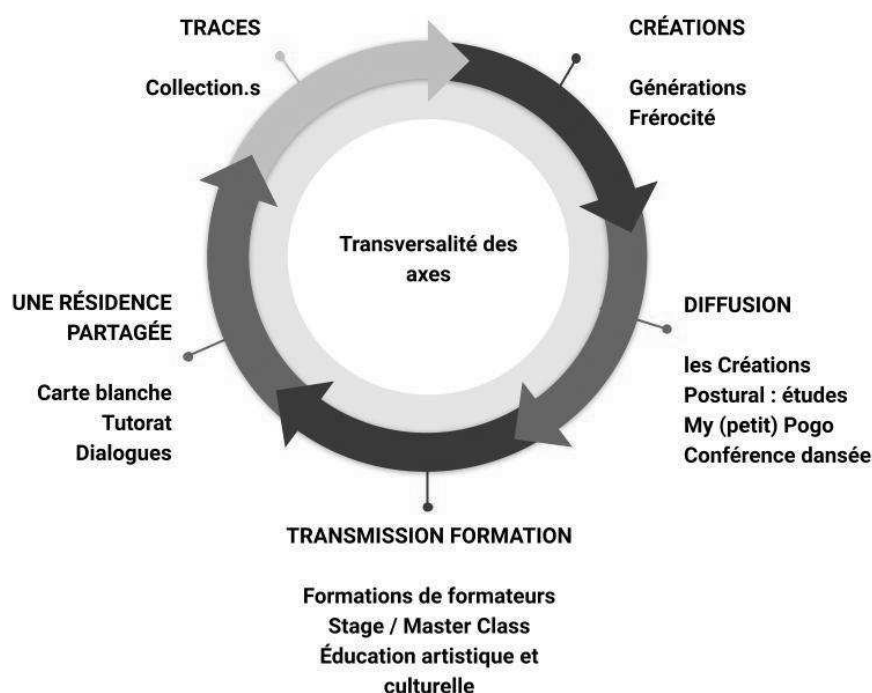 TRACES
Collection.s
CRÉATIONS
Générations
Frérocité
Transversalité des
axes
UNE RÉSIDENCE
PARTAGÉE
Carte blanche
Tutorat
Dialogues
DIFFUSION
les Créations
Postural : études
My (petit) Pogo
Conférence dansée
TRANSMISSION FORMATION
Formations de formateurs
Stage / Master Class
Éducation artistique et
culturelle